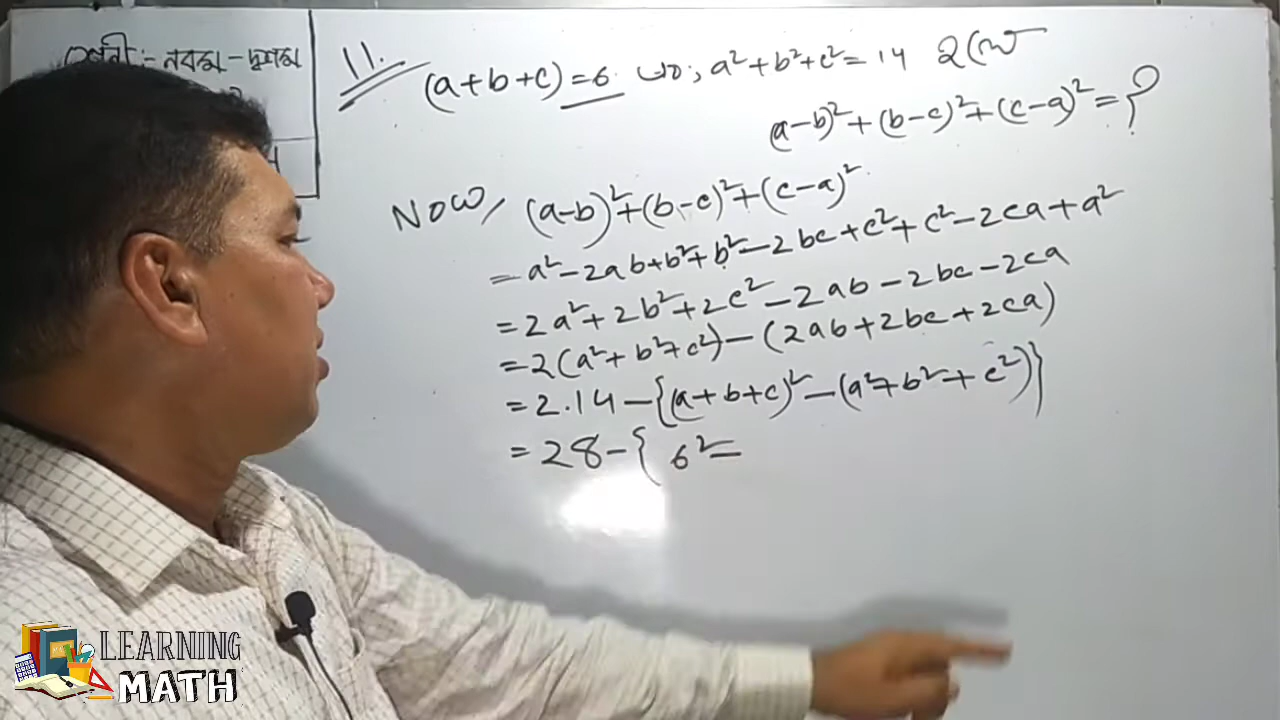 শ্রেণী:- নবম - দশম
11. (a+b+c)=6 এবং, a²+b²+c²=14 হলে
(a-b)²+(b-c)²+(c-a)²=?
Now, (a-b)²+(b-c)²+(c-a)²
= a²-2ab+b²+b²-2bc+c²+c²-2ca+a²
= 2a²+2b²+2c²-2ab-2bc-2ca
= 2(a²+b²+c²)-(2ab+2bc+2ca)
= 2.14-{(a+b+c)²-(a²+b²+c²)}
= 28-{6²-
LEARNING
MATH